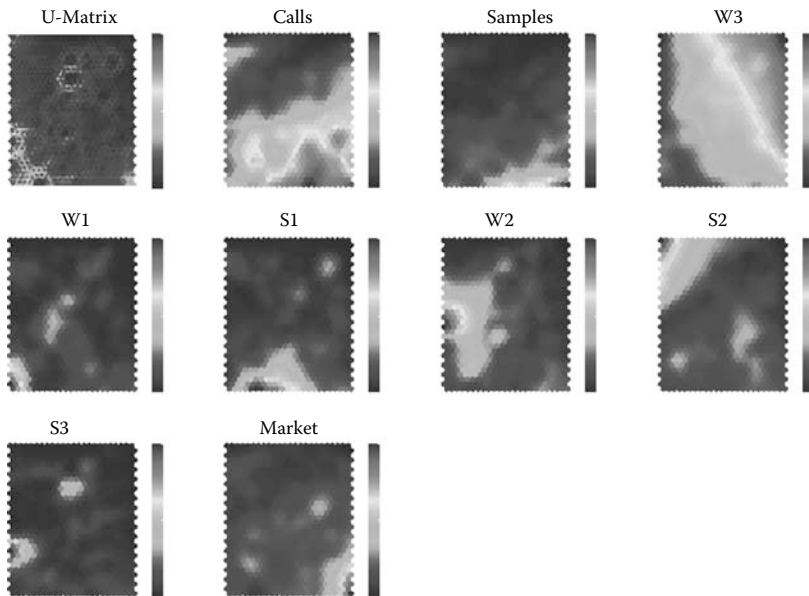 U-Matrix
Calls
Samples
W3
W1
S1
W2
S2
S3
Market